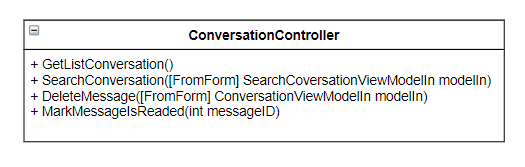 ConversationController
+ GetListConversation()
+ SearchConversation([FromForm] SearchCoversationViewModelIn modelIn)
+ DeleteMessage([FromForm] ConversationViewModelIn modelIn)
+ MarkMessageIsReaded(int messageID)